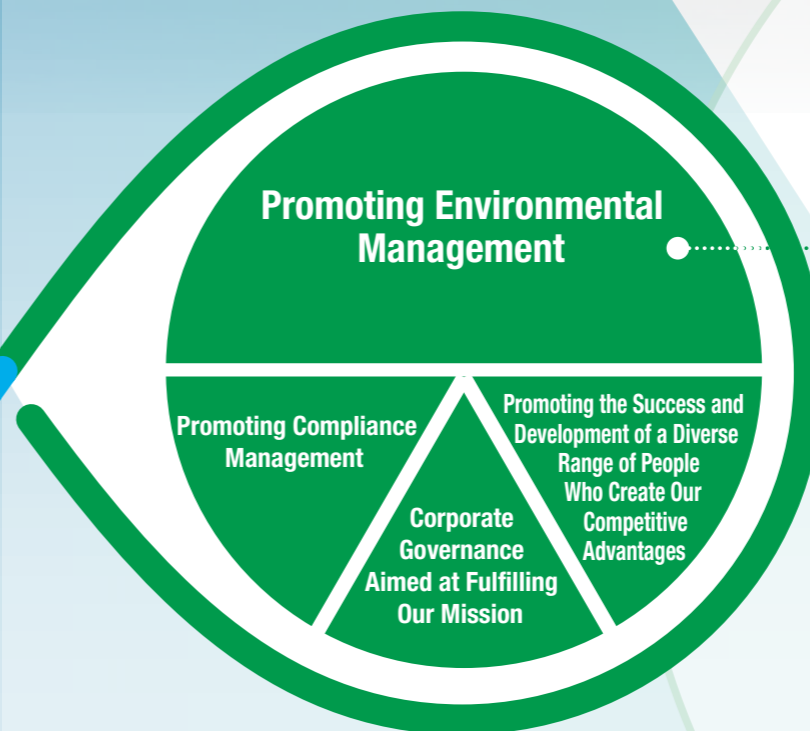 Promoting Environmental
Management
Promoting Compliance
Management
Corporate
Governance
Aimed at Fulfilling
Our Mission
Promoting the Success and
Development of a Diverse
Range of People
Who Create Our
Competitive
Advantages